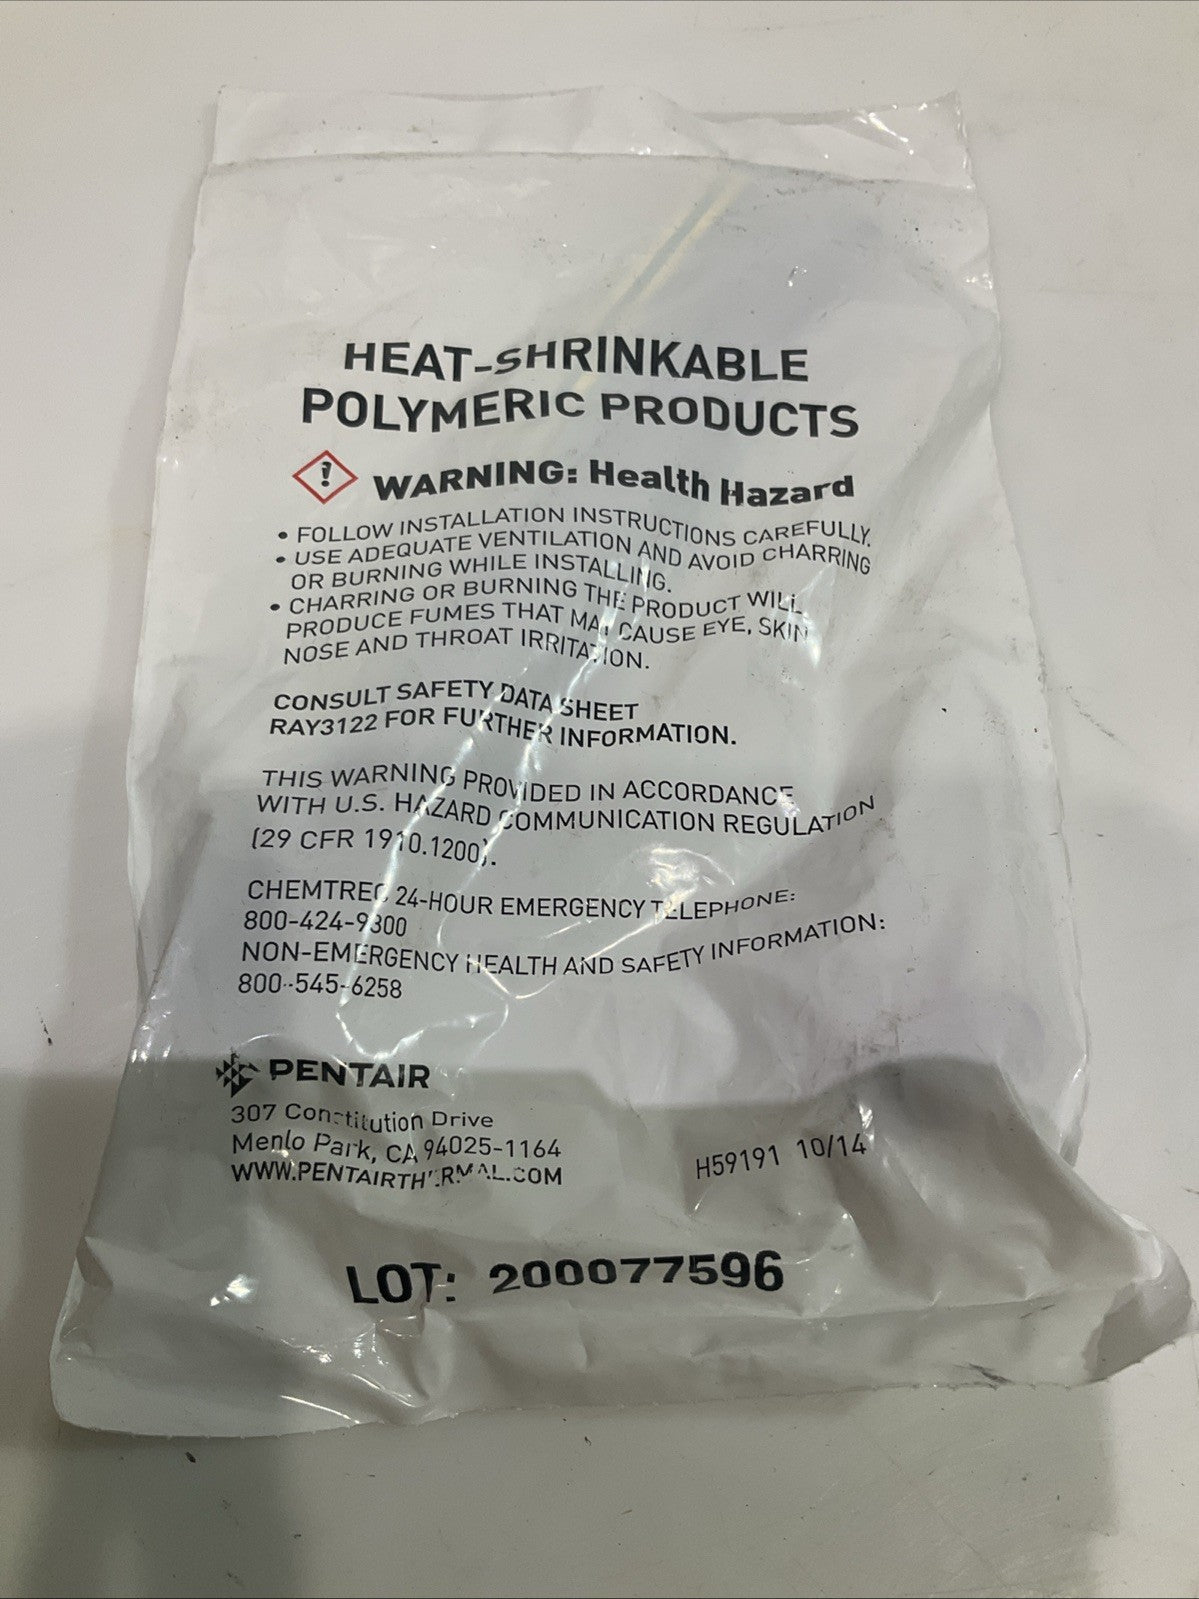 HEAT-SHRINKABLE
POLYMERIC PRODUCTS
! WARNING: Health Hazard
• FOLLOW INSTALLATION INSTRUCTIONS CAREFULLY.
• USE ADEQUATE VENTILATION AND AVOID CHARRING
OR BURNING WHILE INSTALLING.
• CHARRING OR BURNING THE PRODUCT WILL
PRODUCE FUMES THAT MAY CAUSE EYE, SKIN
NOSE AND THROAT IRRITATION.
CONSULT SAFETY DATA SHEET
RAY3122 FOR FURTHER INFORMATION.
THIS WARNING PROVIDED IN ACCORDANCE
WITH U.S. HAZARD COMMUNICATION REGULATION
(29 CFR 1910.1200).
CHEMTREC 24-HOUR EMERGENCY TELEPHONE:
800-424-9300
NON-EMERGENCY HEALTH AND SAFETY INFORMATION:
800-545-6258
PENTAIR
307 Constitution Drive
Menlo Park, CA 94025-1164
WWW.PENTAIRTHERMAL.COM
H59191 10/14
LOT: 200077596